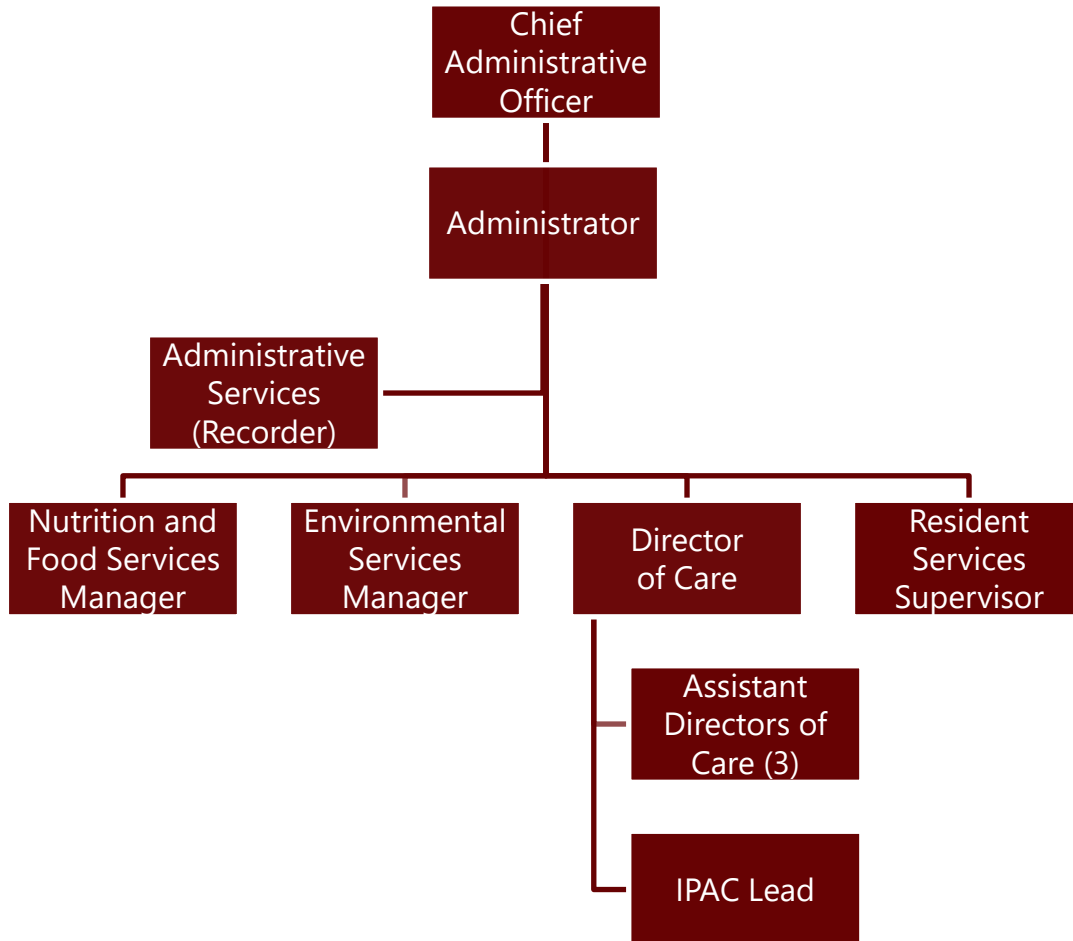 Chief
Administrative
Officer
Administrator
Administrative
Services
(Recorder)
Nutrition and
Food Services
Manager
Environmental
Services
Manager
Director
of Care
Resident
Services
Supervisor
Assistant
Directors of
Care (3)
IPAC Lead